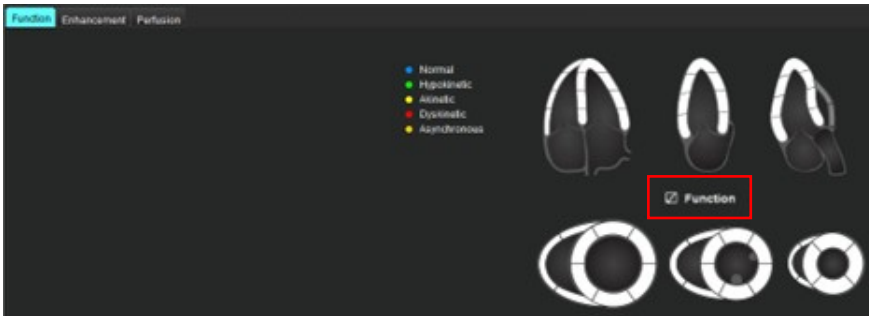 Function Enhancement Perfusion
Normal
Hypokinetic
Akinetic
Dyskinetic
Asynchronous
Function